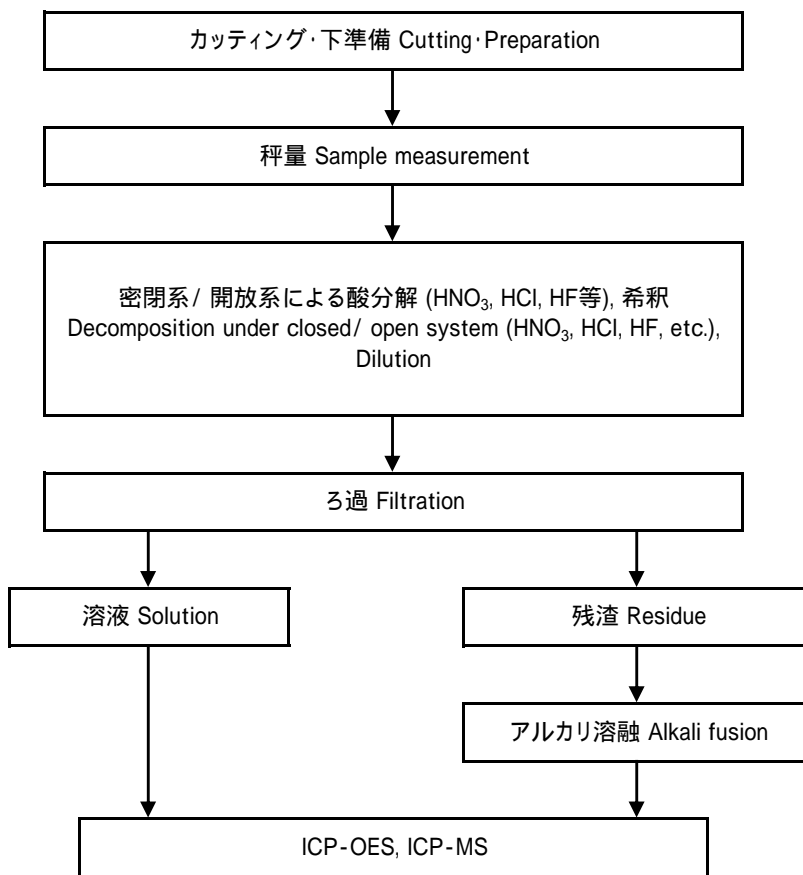 カッティング・下準備 Cutting・Preparation
秤量 Sample measurement
密閉系/ 開放系による酸分解 (HNO₃, HCl, HF等), 希釈
Decomposition under closed/ open system (HNO₃, HCl, HF, etc.),
Dilution
ろ過 Filtration
溶液 Solution
残渣 Residue
アルカリ溶融 Alkali fusion
ICP-OES, ICP-MS